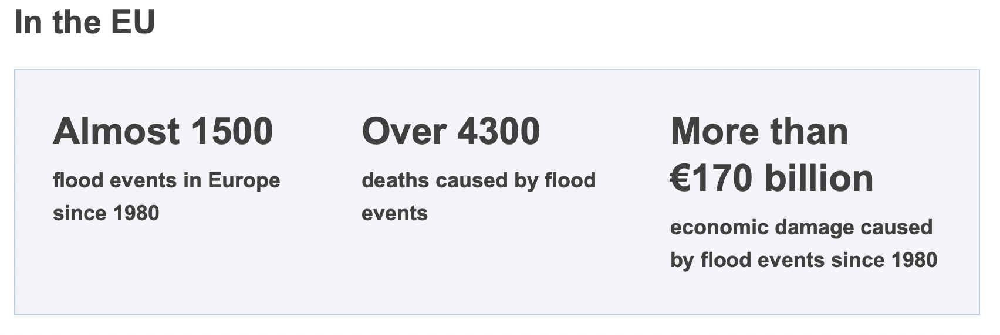 In the EU
Almost 1500
flood events in Europe
since 1980
Over 4300
deaths caused by flood
events
More than
€170 billion
economic damage caused
by flood events since 1980